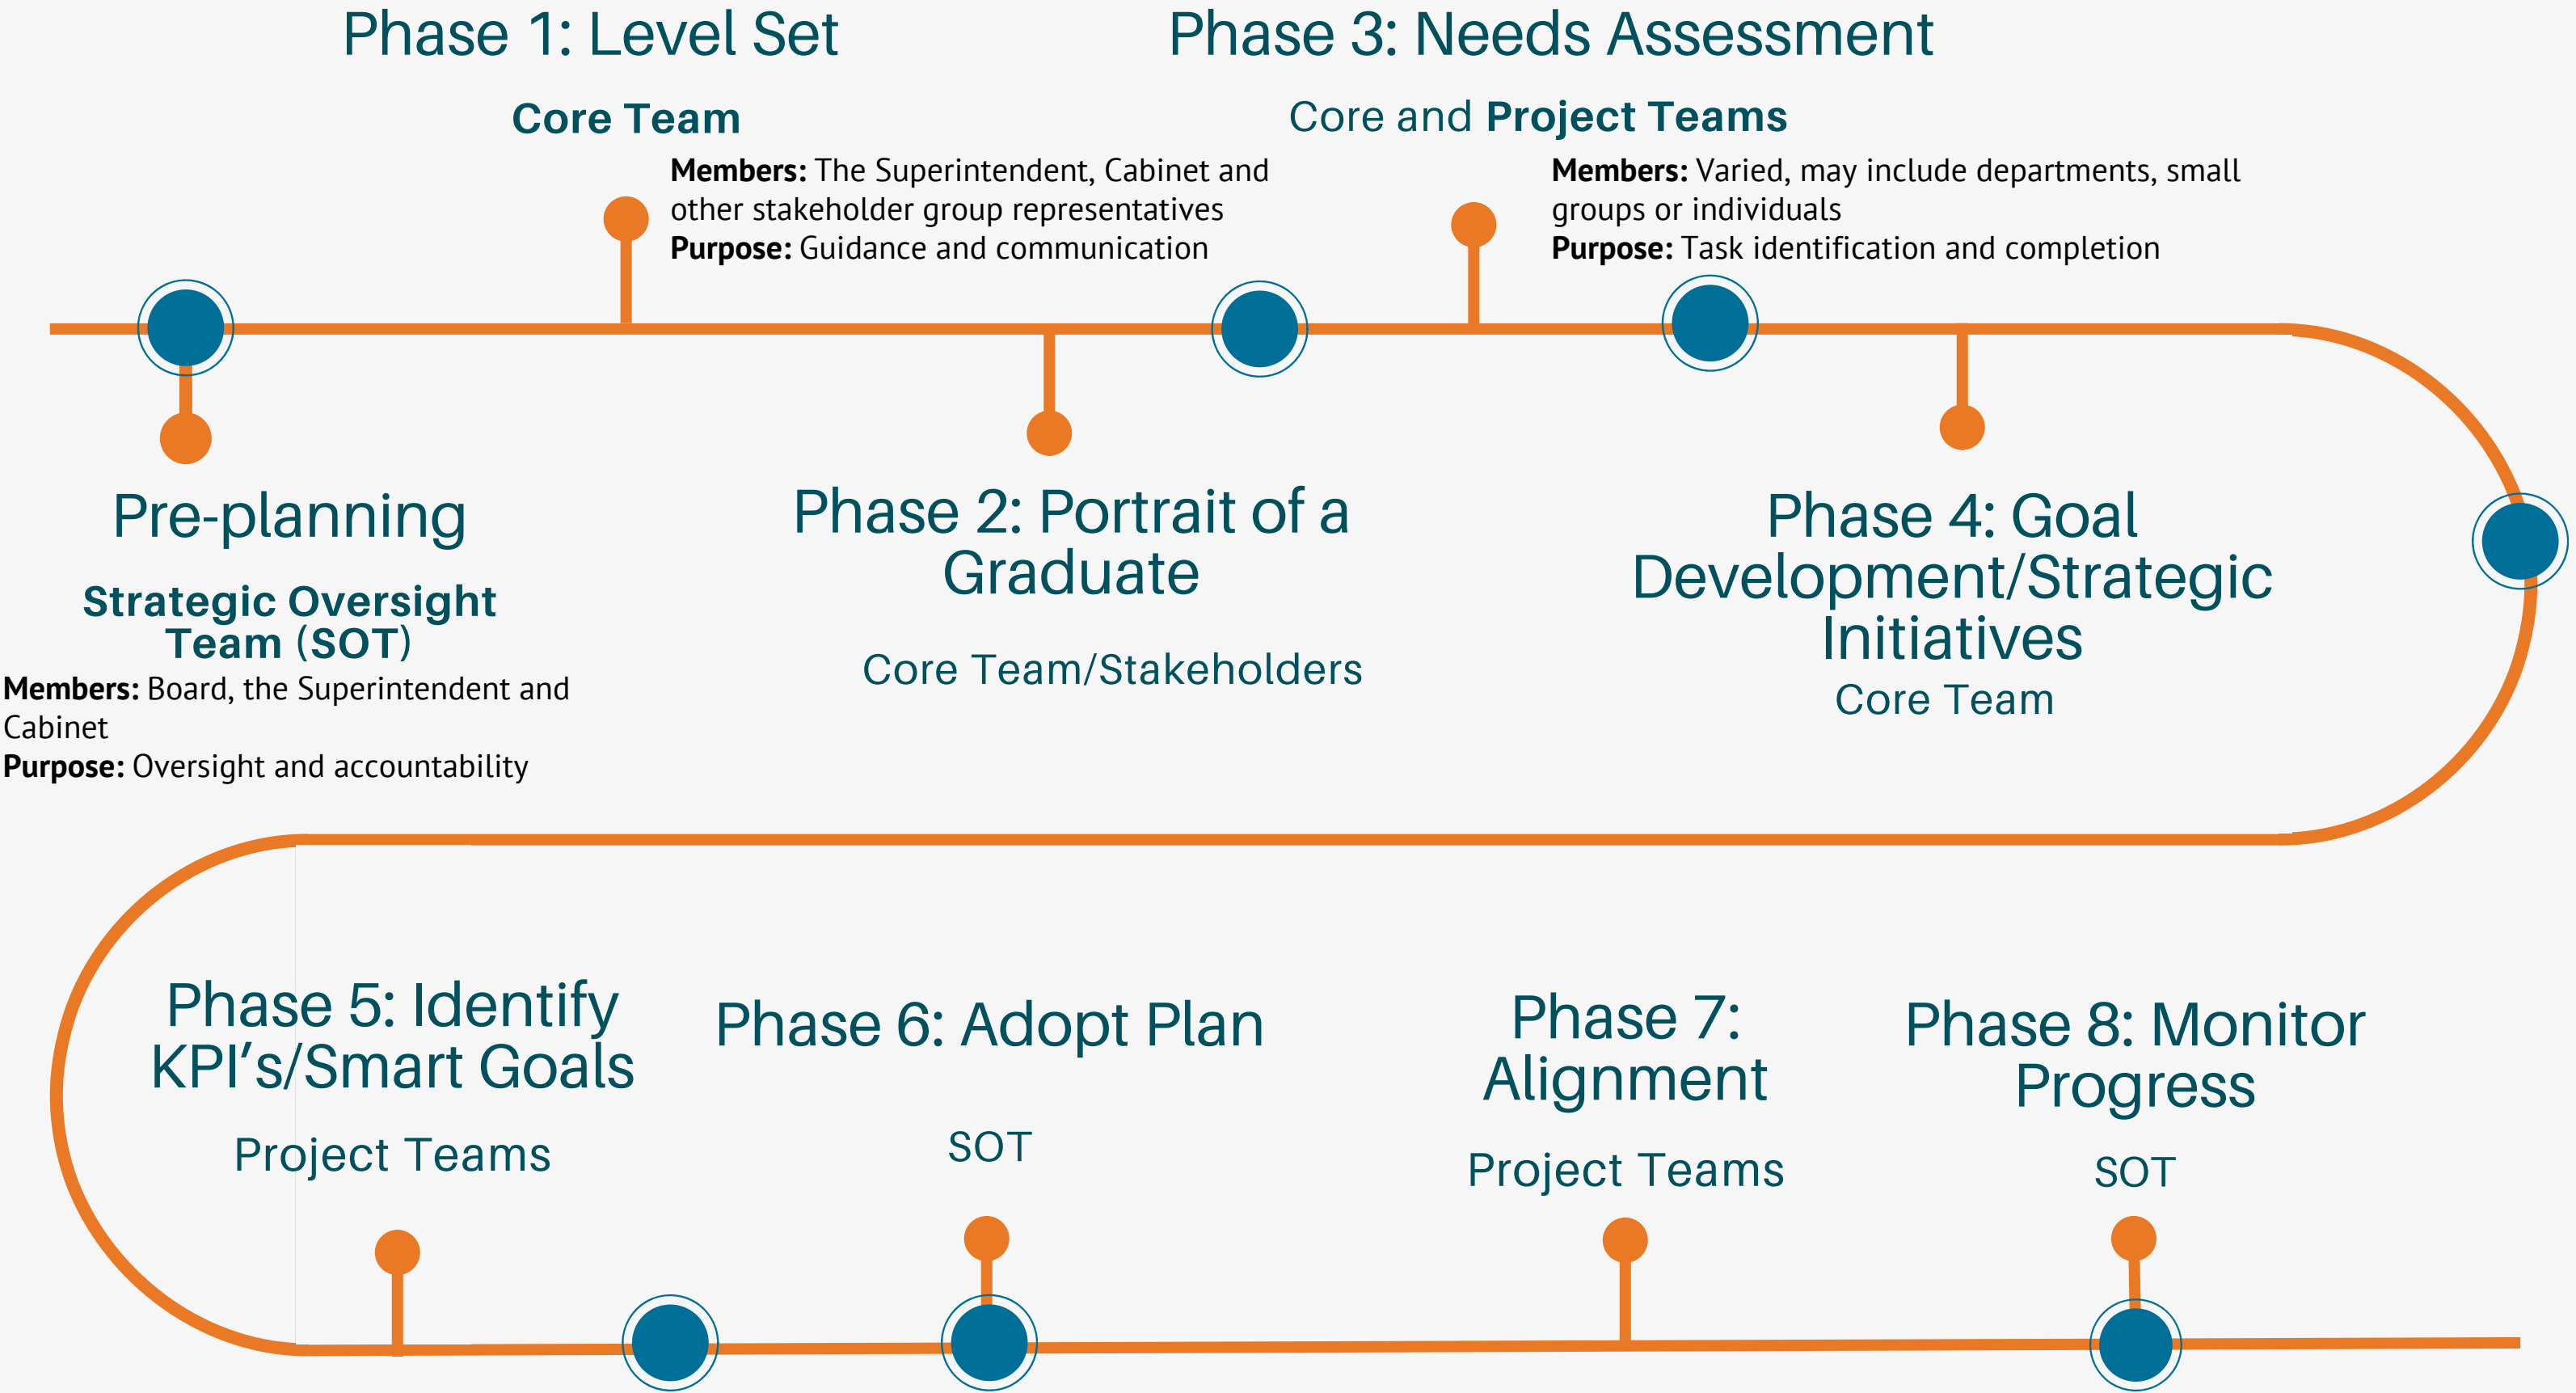 Phase 1: Level Set
Core Team
Members: The Superintendent, Cabinet and
other stakeholder group representatives
Purpose: Guidance and communication
Phase 3: Needs Assessment
Core and Project Teams
Members: Varied, may include departments, small
groups or individuals
Purpose: Task identification and completion
Pre-planning
Strategic Oversight
Team (SOT)
Members: Board, the Superintendent and
Cabinet
Purpose: Oversight and accountability
Phase 2: Portrait of a
Graduate
Core Team/Stakeholders
Phase 4: Goal
Development/Strategic
Initiatives
Core Team
Phase 5: Identify
KPI’s/Smart Goals
Project Teams
Phase 6: Adopt Plan
SOT
Phase 7:
Alignment
Project Teams
Phase 8: Monitor
Progress
SOT